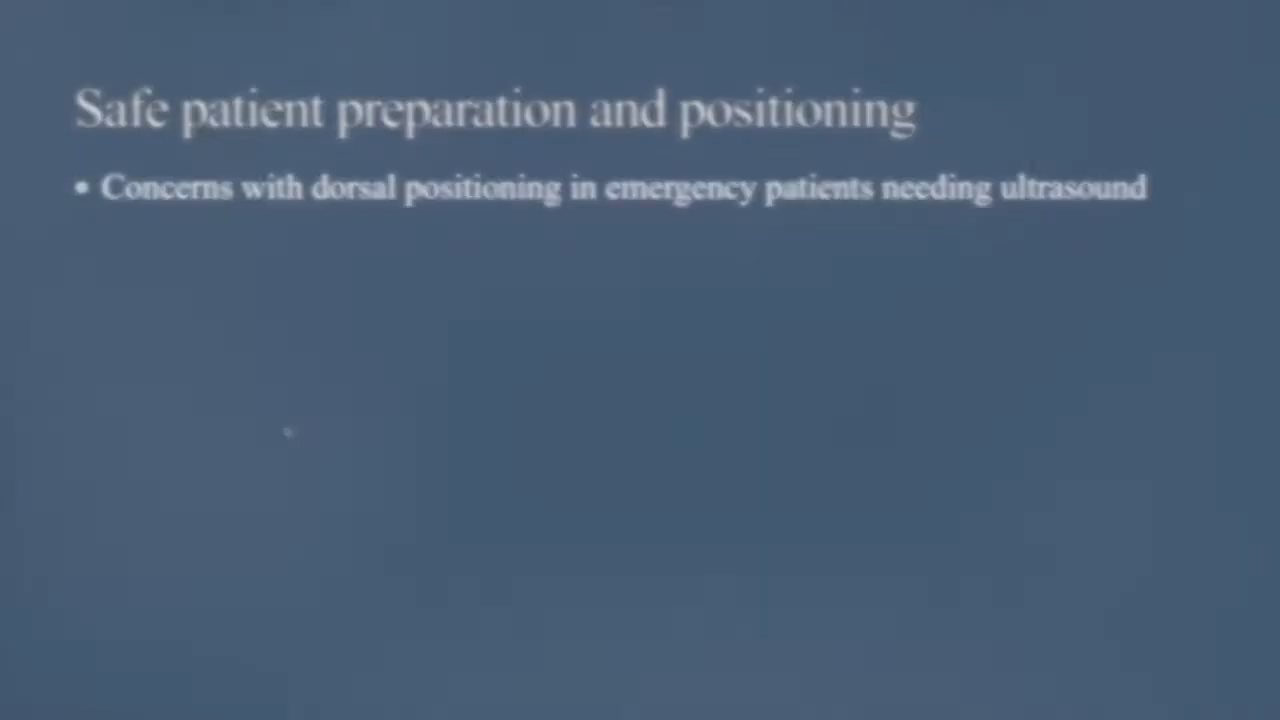 Safe patient preparation and positioning
• Concerns with dorsal positioning in emergency patients needing ultrasound